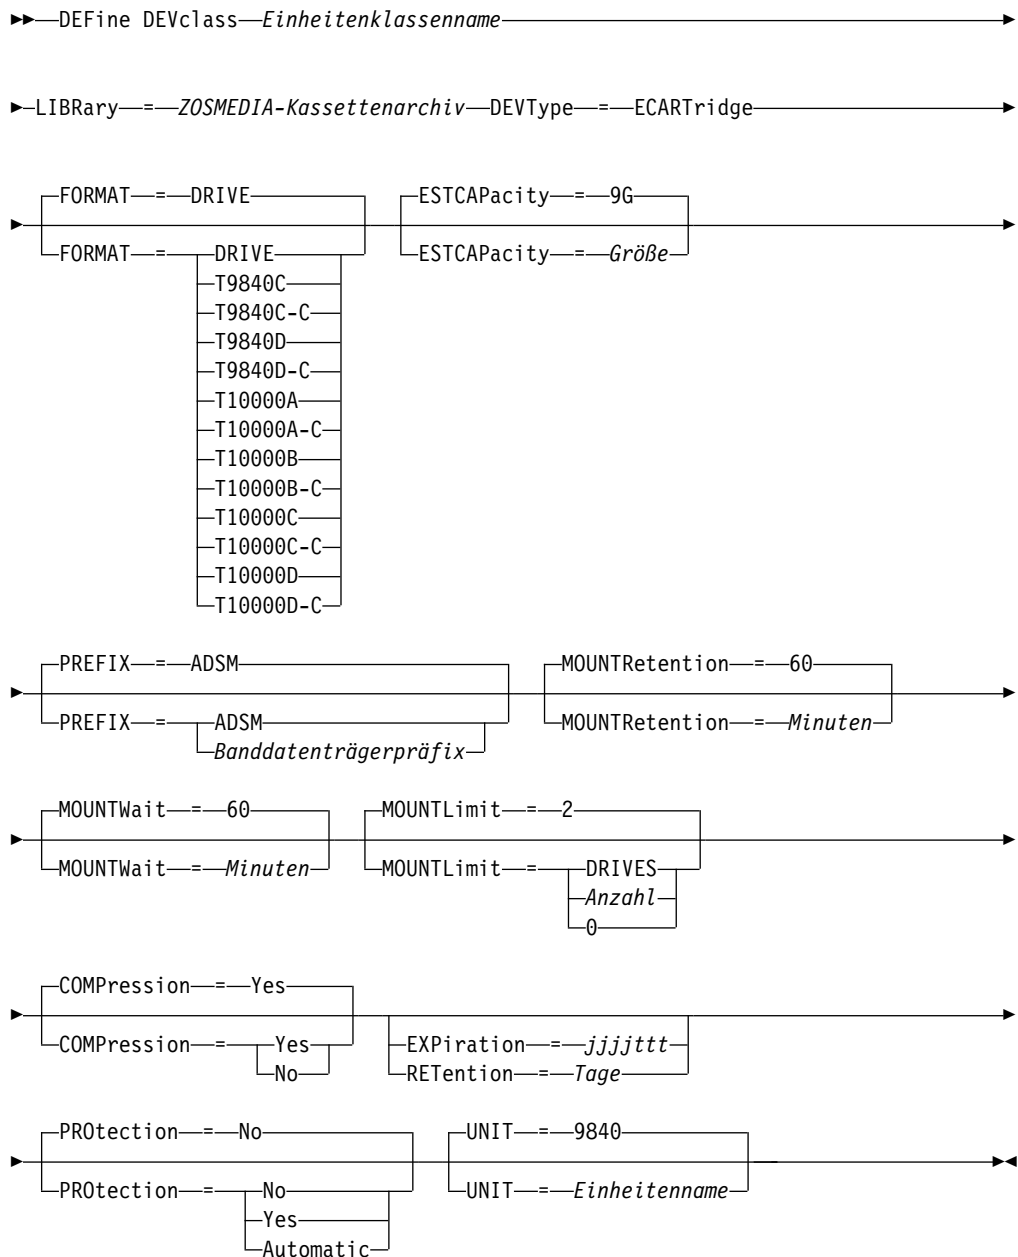 DEFine DEVclass Einheitenklassenname
LIBRary = ZOSMEDIA-Kassettenarchiv DEVType = ECARTridge
FORMAT = DRIVE ESTCAPacity = 9G
FORMAT = DRIVE ESTCAPacity = Größe
T9840C
T9840C-C
T9840D
T9840D-C
T10000A
T10000A-C
T10000B
T10000B-C
T10000C
T10000C-C
T10000D
T10000D-C
PREFIX = ADSM MOUNTRetention = 60
PREFIX = ADSM MOUNTRetention = Minuten
Banddatenträgerpräfix
MOUNTWait = 60 MOUNTLimit = 2
MOUNTWait = Minuten MOUNTLimit = DRIVES
Anzahl
0
COMPression = Yes
COMPression = Yes EXPiration = jjjjttt
No RETention = Tage
PROtection = No UNIT = 9840
PROtection = No UNIT = Einheitenname
Yes
Automatic